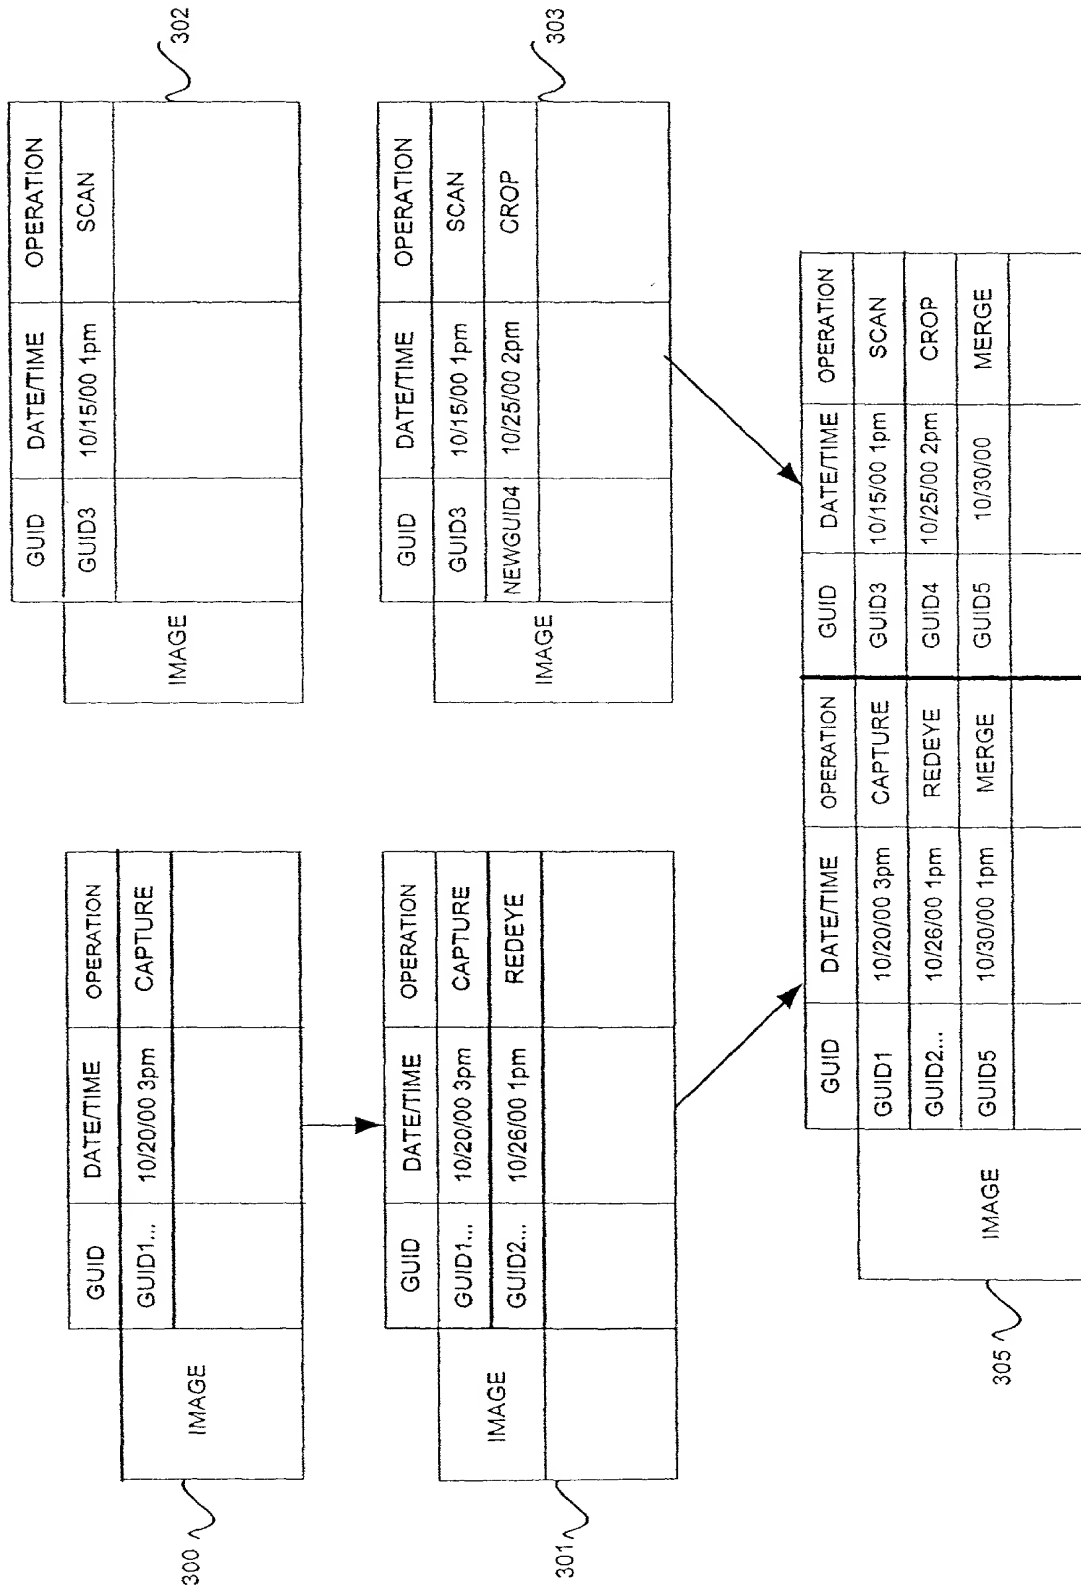 300
IMAGE
GUID DATE/TIME OPERATION
GUID1... 10/20/00 3pm CAPTURE
302
IMAGE
GUID DATE/TIME OPERATION
GUID3 10/15/00 1pm SCAN
301
IMAGE
GUID DATE/TIME OPERATION
GUID1... 10/20/00 3pm CAPTURE
GUID2... 10/26/00 1pm REDEYE
303
IMAGE
GUID DATE/TIME OPERATION
GUID3 10/15/00 1pm SCAN
NEWGUID4 10/25/00 2pm CROP
305
IMAGE
GUID DATE/TIME OPERATION GUID DATE/TIME OPERATION
GUID1 10/20/00 3pm CAPTURE GUID3 10/15/00 1pm SCAN
GUID2... 10/26/00 1pm REDEYE GUID4 10/25/00 2pm CROP
GUID5 10/30/00 1pm MERGE GUID5 10/30/00 MERGE